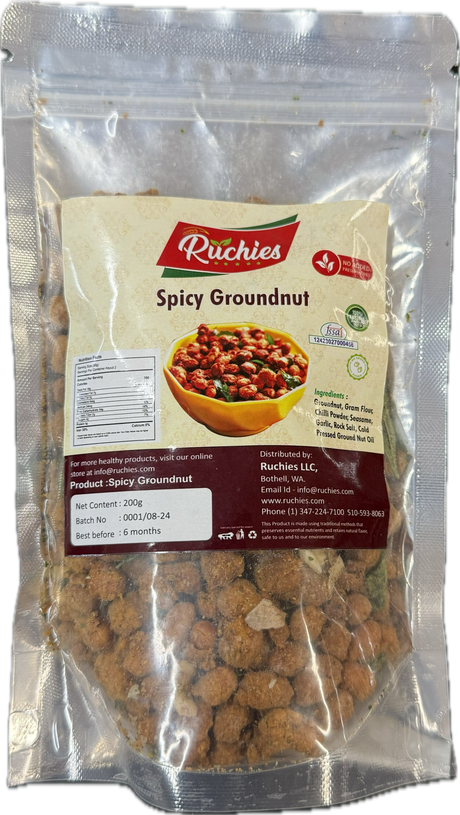 Ruchies
NO ADDED
Spicy Groundnut
fssai
12423027000456
Nutrition Facts
Ingredients :
Groundnut, Gram Flour,
Chilli Powder, Seasame,
Garlic, Rock Salt, Cold
Pressed Ground Nut Oil
For more healthy products, visit our online
store at info@ruchies.com
Product :Spicy Groundnut
Net Content : 200g
Batch No : 0001/08-24
Best before : 6 months
Distributed by:
Ruchies LLC,
Bothell, WA.
Email Id - info@ruchies.com
www.ruchies.com
Phone (1) 347-224-7100 510-593-8063
This Product is made using traditional methods that
preserves essential nutrients and retains natural flavor,
safe to us and to our environment.